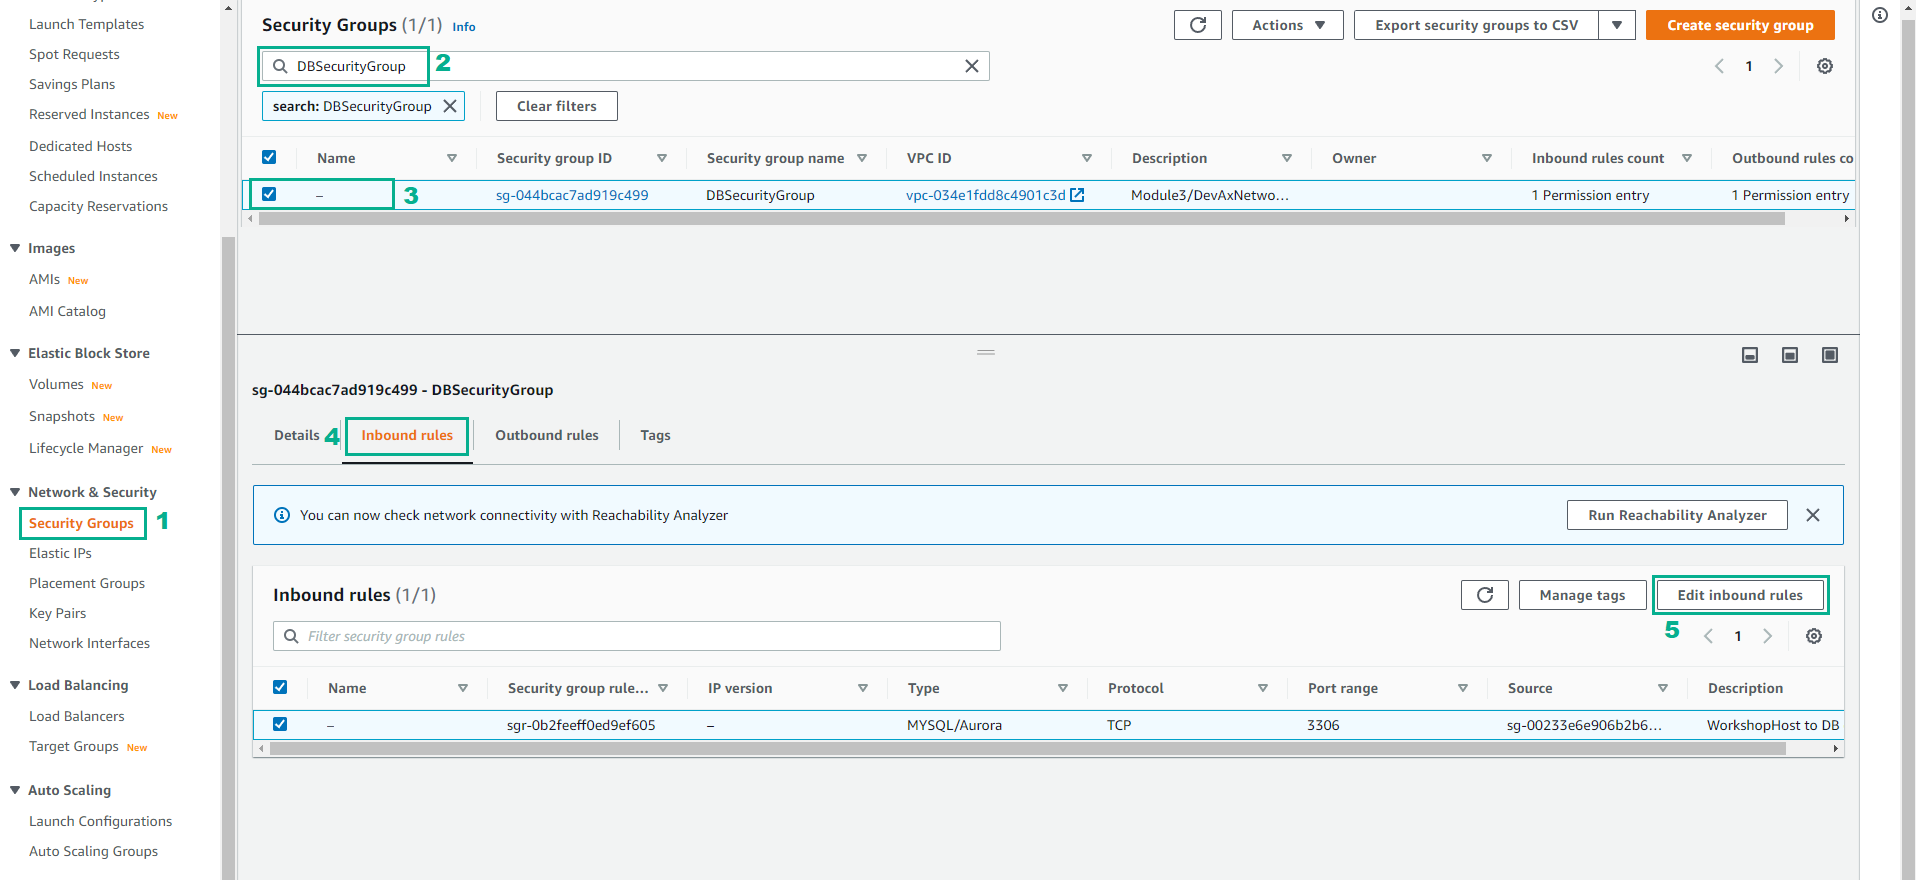 Launch Templates
Spot Requests
Savings Plans
Reserved Instances New
Dedicated Hosts
Scheduled Instances
Capacity Reservations
Images
AMIs New
AMI Catalog
Elastic Block Store
Volumes New
Snapshots New
Lifecycle Manager New
Network & Security
Security Groups 1
Elastic IPs
Placement Groups
Key Pairs
Network Interfaces
Load Balancing
Load Balancers
Target Groups New
Auto Scaling
Launch Configurations
Auto Scaling Groups
Security Groups (1/1) Info
Actions Export security groups to CSV Create security group
DBSecurityGroup 2
1
search: DBSecurityGroup Clear filters
Name Security group ID Security group name VPC ID Description Owner Inbound rules count Outbound rules co
– 3 sg-044bcac7ad919c499 DBSecurityGroup vpc-034e1fdd8c4901c3d Module3/DevAxNetwo... 1 Permission entry 1 Permission entry
sg-044bcac7ad919c499 - DBSecurityGroup
Details 4 Inbound rules Outbound rules Tags
You can now check network connectivity with Reachability Analyzer Run Reachability Analyzer
Inbound rules (1/1) Manage tags Edit inbound rules
Filter security group rules 5 1
Name Security group rule... IP version Type Protocol Port range Source Description
– sgr-0b2feeff0ed9ef605 – MYSQL/Aurora TCP 3306 sg-00233e6e906b2b6... WorkshopHost to DB